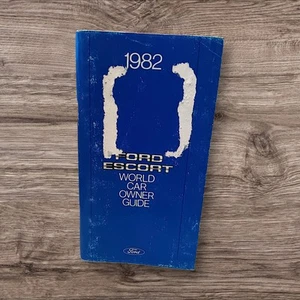 1982
FORD
ESCORT
WORLD
CAR
OWNER
GUIDE
Ford